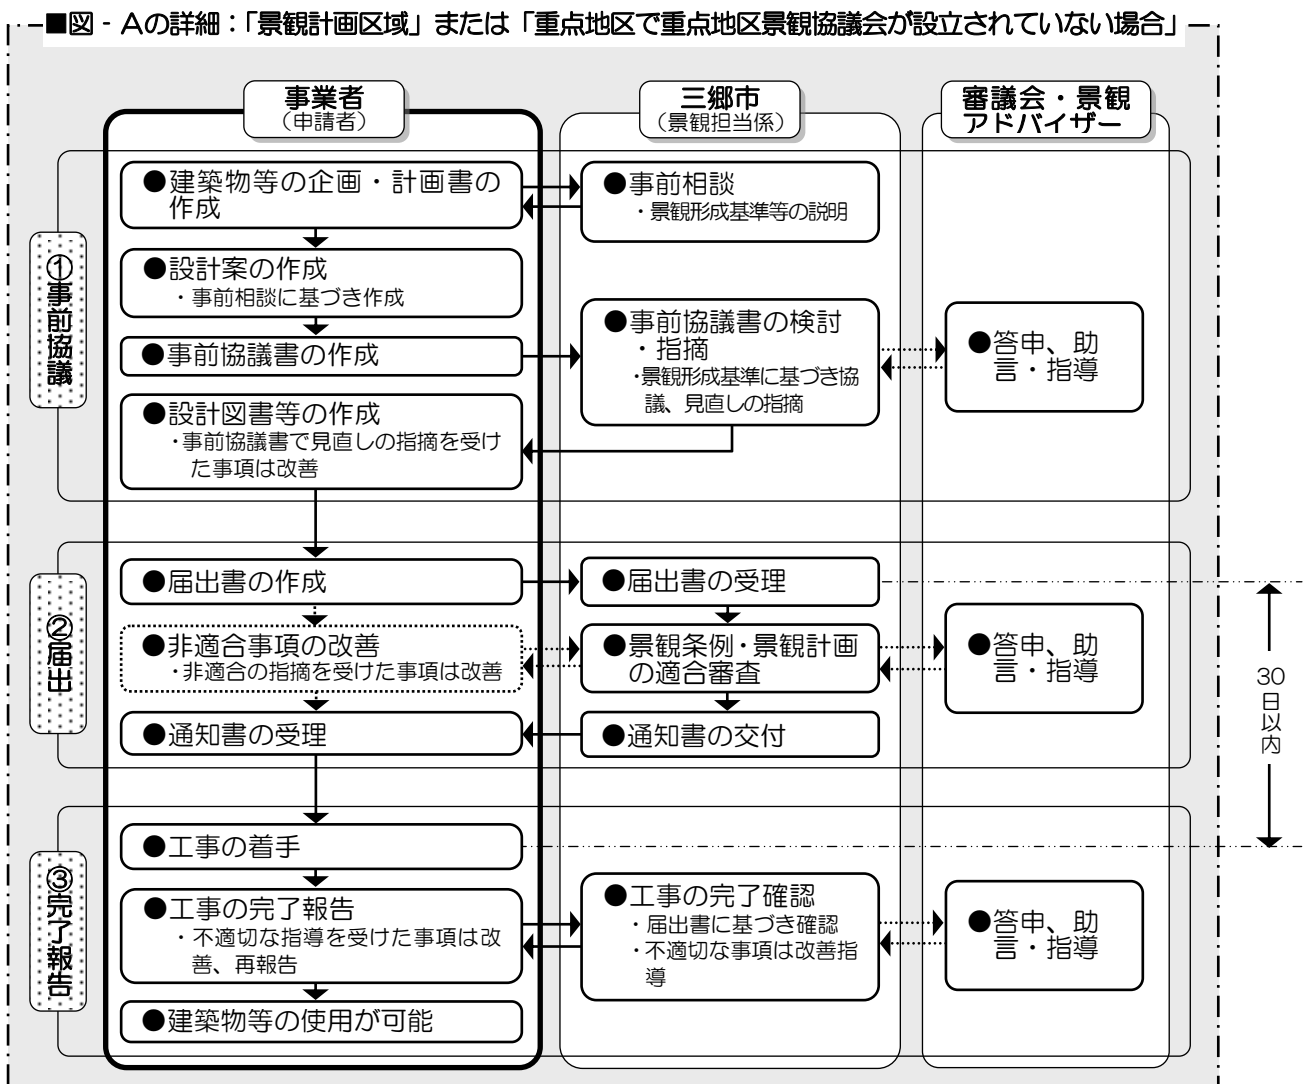 ■図‐Aの詳細：「景観計画区域」または「重点地区で重点地区景観協議会が設立されていない場合」
事業者
（申請者）
三郷市
（景観担当係）
審議会・景観
アドバイザー
①事前協議
●建築物等の企画・計画書の
作成
●事前相談
・景観形成基準等の説明
●設計案の作成
・事前相談に基づき作成
●事前協議書の作成
●事前協議書の検討
・指摘
・景観形成基準に基づき協
議、見直しの指摘
●答申、助
言・指導
●設計図書等の作成
・事前協議書で見直しの指摘を受け
た事項は改善
②届出
●届出書の作成
●届出書の受理
●非適合事項の改善
・非適合の指摘を受けた事項は改善
●景観条例・景観計画
の適合審査
●答申、助
言・指導
●通知書の受理
●通知書の交付
30
日
以
内
③完了報告
●工事の着手
●工事の完了報告
・不適切な指導を受けた事項は改
善、再報告
●工事の完了確認
・届出書に基づき確認
・不適切な事項は改善指
導
●答申、助
言・指導
●建築物等の使用が可能